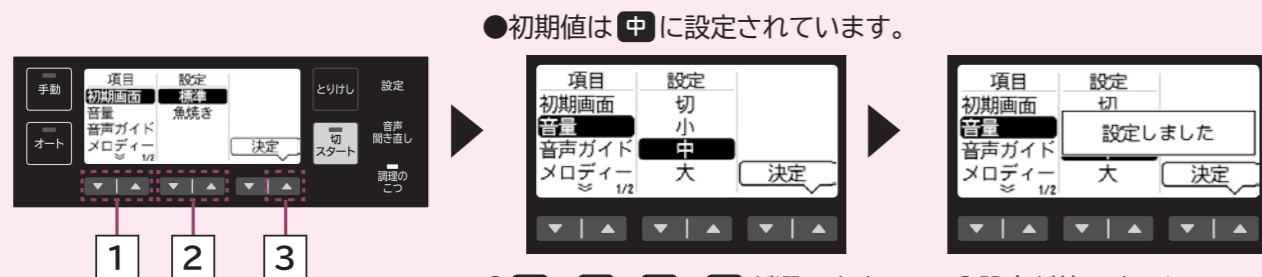 ●初期値は 中 に設定されています。
手動
オート
項目 設定
初期画面 標準
音量 魚焼き
音声ガイド
メロディー
1/2
決定
とりけし
切
スタート
設定
音声
聞き直し
調理の
こつ
▼ | ▲ ▼ | ▲ ▼ | ▲
1 2 3
項目 設定
初期画面 切
音量 小
音声ガイド 中
メロディー 大
1/2
決定
▼ | ▲ ▼ | ▲ ▼ | ▲
項目 設定
初期画面 切
音量
設定しました
音声ガイド
メロディー 大
1/2
決定
▼ | ▲ ▼ | ▲ ▼ | ▲